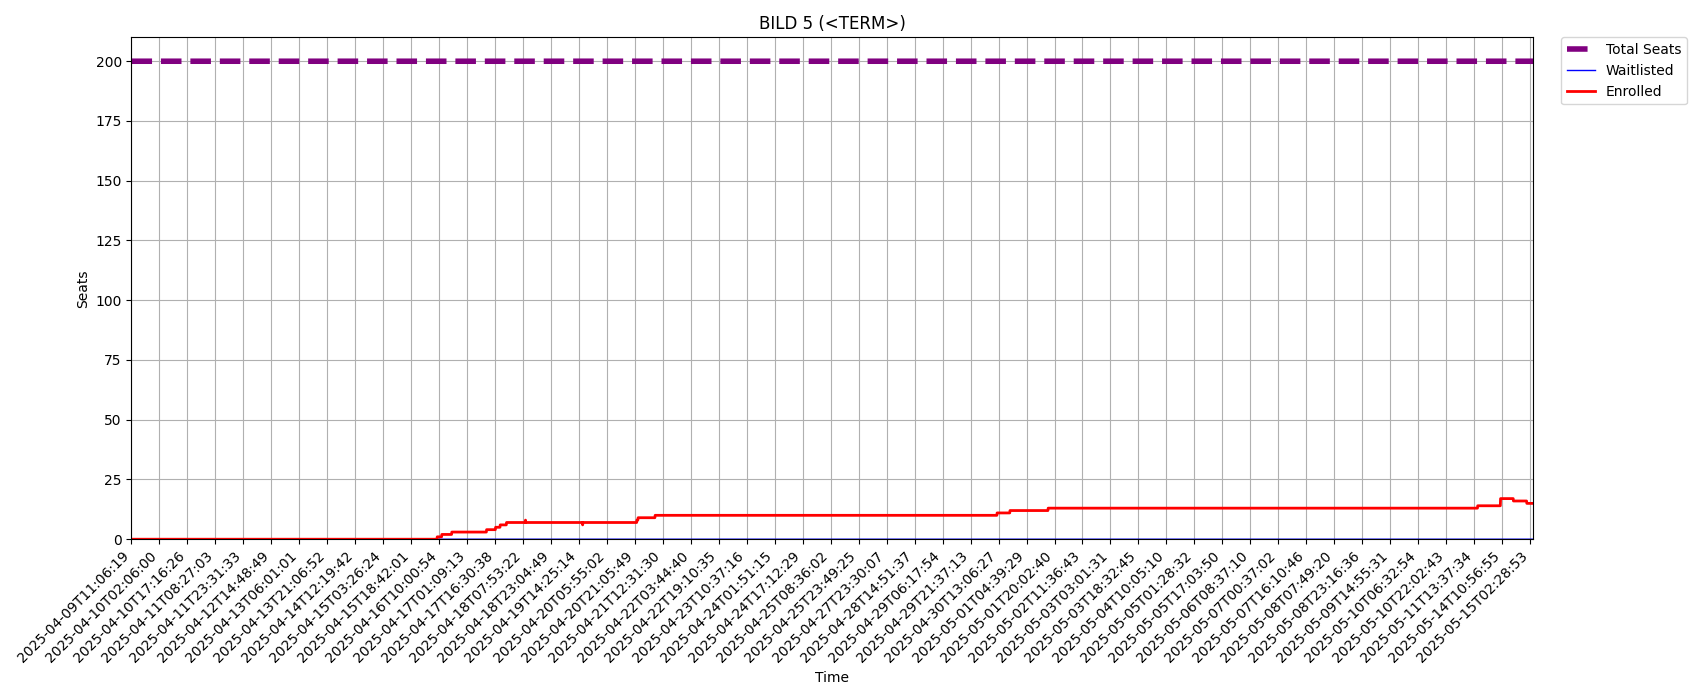 BILD 5 (<TERM>)
Total Seats
Waitlisted
Enrolled
200
175
150
125
100
75
50
25
0
Seats
2025-04-09T11:06:19
2025-04-10T02:06:00
2025-04-10T17:16:26
2025-04-11T08:27:03
2025-04-11T23:31:33
2025-04-12T14:48:49
2025-04-13T06:01:01
2025-04-13T21:06:52
2025-04-14T12:19:42
2025-04-15T03:26:24
2025-04-15T18:42:01
2025-04-16T10:00:54
2025-04-17T01:09:13
2025-04-17T16:30:38
2025-04-18T07:53:22
2025-04-18T23:04:49
2025-04-19T14:25:14
2025-04-20T05:55:02
2025-04-20T21:05:49
2025-04-21T12:31:30
2025-04-22T03:44:40
2025-04-22T19:10:35
2025-04-23T10:37:16
2025-04-24T01:51:15
2025-04-24T17:12:29
2025-04-25T08:36:02
2025-04-25T23:49:25
2025-04-27T23:30:07
2025-04-28T14:51:37
2025-04-29T06:17:54
2025-04-29T21:37:13
2025-04-30T13:06:27
2025-05-01T04:39:29
2025-05-01T20:02:40
2025-05-02T11:36:43
2025-05-03T03:01:31
2025-05-03T18:32:45
2025-05-04T10:05:10
2025-05-05T01:28:32
2025-05-05T17:03:50
2025-05-06T08:37:10
2025-05-07T00:37:02
2025-05-07T16:10:46
2025-05-08T07:49:20
2025-05-08T23:16:36
2025-05-09T14:55:31
2025-05-10T06:32:54
2025-05-10T22:02:43
2025-05-11T13:37:34
2025-05-14T10:56:55
2025-05-15T02:28:53
Time